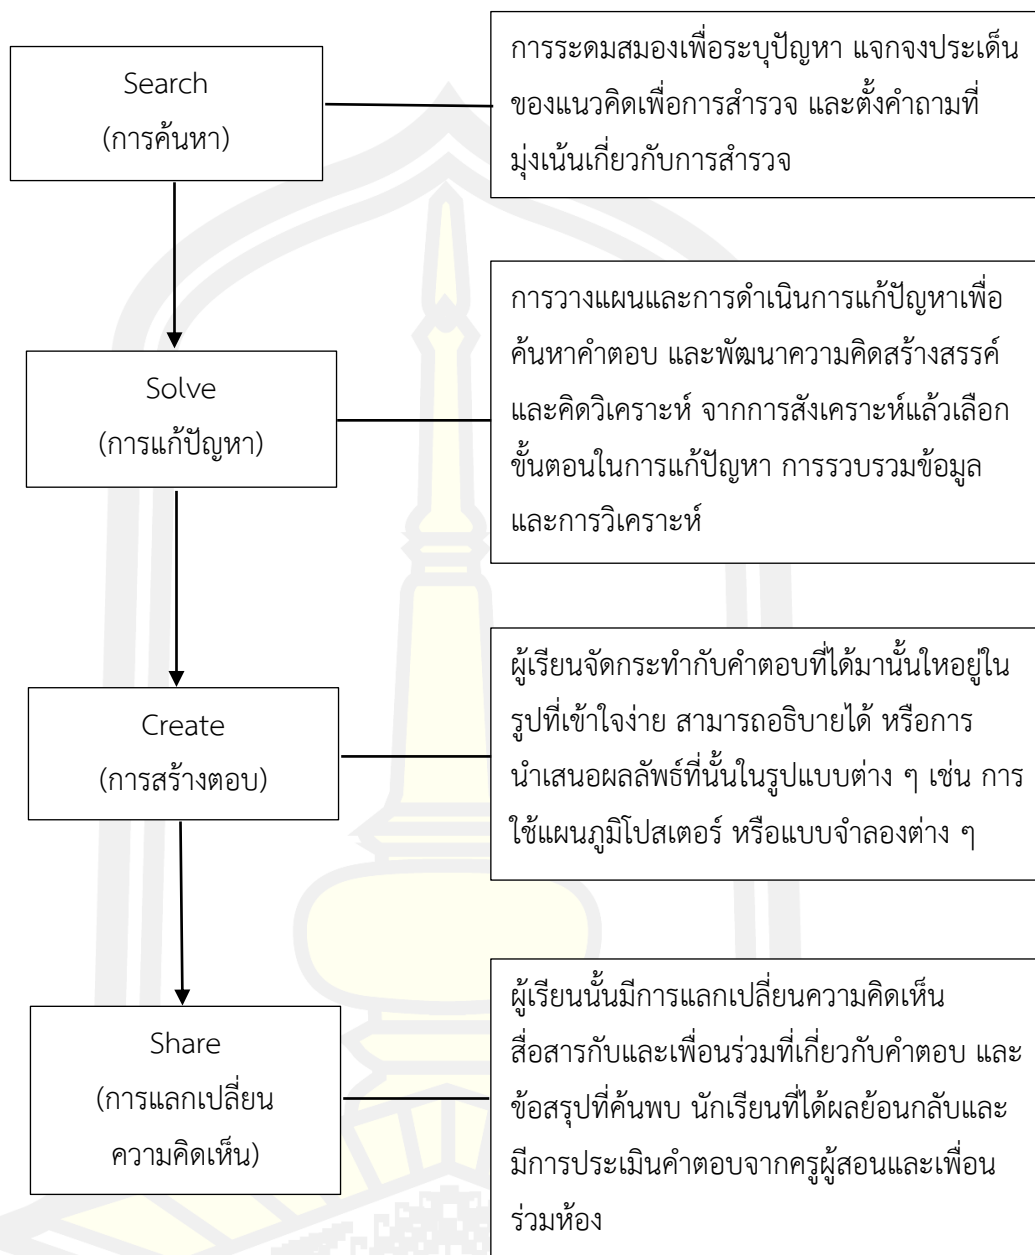 Search
(การค้นหา)
การระดมสมองเพื่อระบุปัญหา แจกจงประเด็น
ของแนวคิดเพื่อการสำรวจ และตั้งคำถามที่
มุ่งเน้นเกี่ยวกับการสำรวจ
Solve
(การแก้ปัญหา)
การวางแผนและการดำเนินการแก้ปัญหาเพื่อ
ค้นหาคำตอบ และพัฒนาความคิดสร้างสรรค์
และคิดวิเคราะห์ จากการสังเคราะห์แล้วเลือก
ขั้นตอนในการแก้ปัญหา การรวบรวมข้อมูล
และการวิเคราะห์
Create
(การสร้างตอบ)
ผู้เรียนจัดกระทำกับคำตอบที่ได้มานั้นใหอยู่ใน
รูปที่เข้าใจง่าย สามารถอธิบายได้ หรือการ
นำเสนอผลลัพธ์ที่นั้นในรูปแบบต่าง ๆ เช่น การ
ใช้แผนภูมิโปสเตอร์ หรือแบบจำลองต่าง ๆ
Share
(การแลกเปลี่ยน
ความคิดเห็น)
ผู้เรียนนั้นมีการแลกเปลี่ยนความคิดเห็น
สื่อสารกับและเพื่อนร่วมที่เกี่ยวกับคำตอบ และ
ข้อสรุปที่ค้นพบ นักเรียนที่ได้ผลย้อนกลับและ
มีการประเมินคำตอบจากครูผู้สอนและเพื่อน
ร่วมห้อง